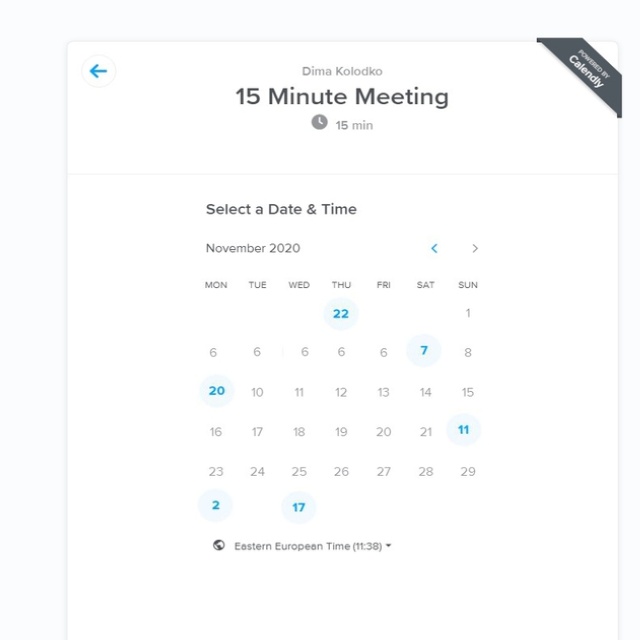 Dima Kolodko
POWERED BY
Calendly
15 Minute Meeting
15 min
Select a Date & Time
November 2020
MON TUE WED THU FRI SAT SUN
22 1
6 6 6 6 6 7 8
20 10 11 12 13 14 15
16 17 18 19 20 21 11
23 24 25 26 27 28 29
2 17
Eastern European Time (11:38)